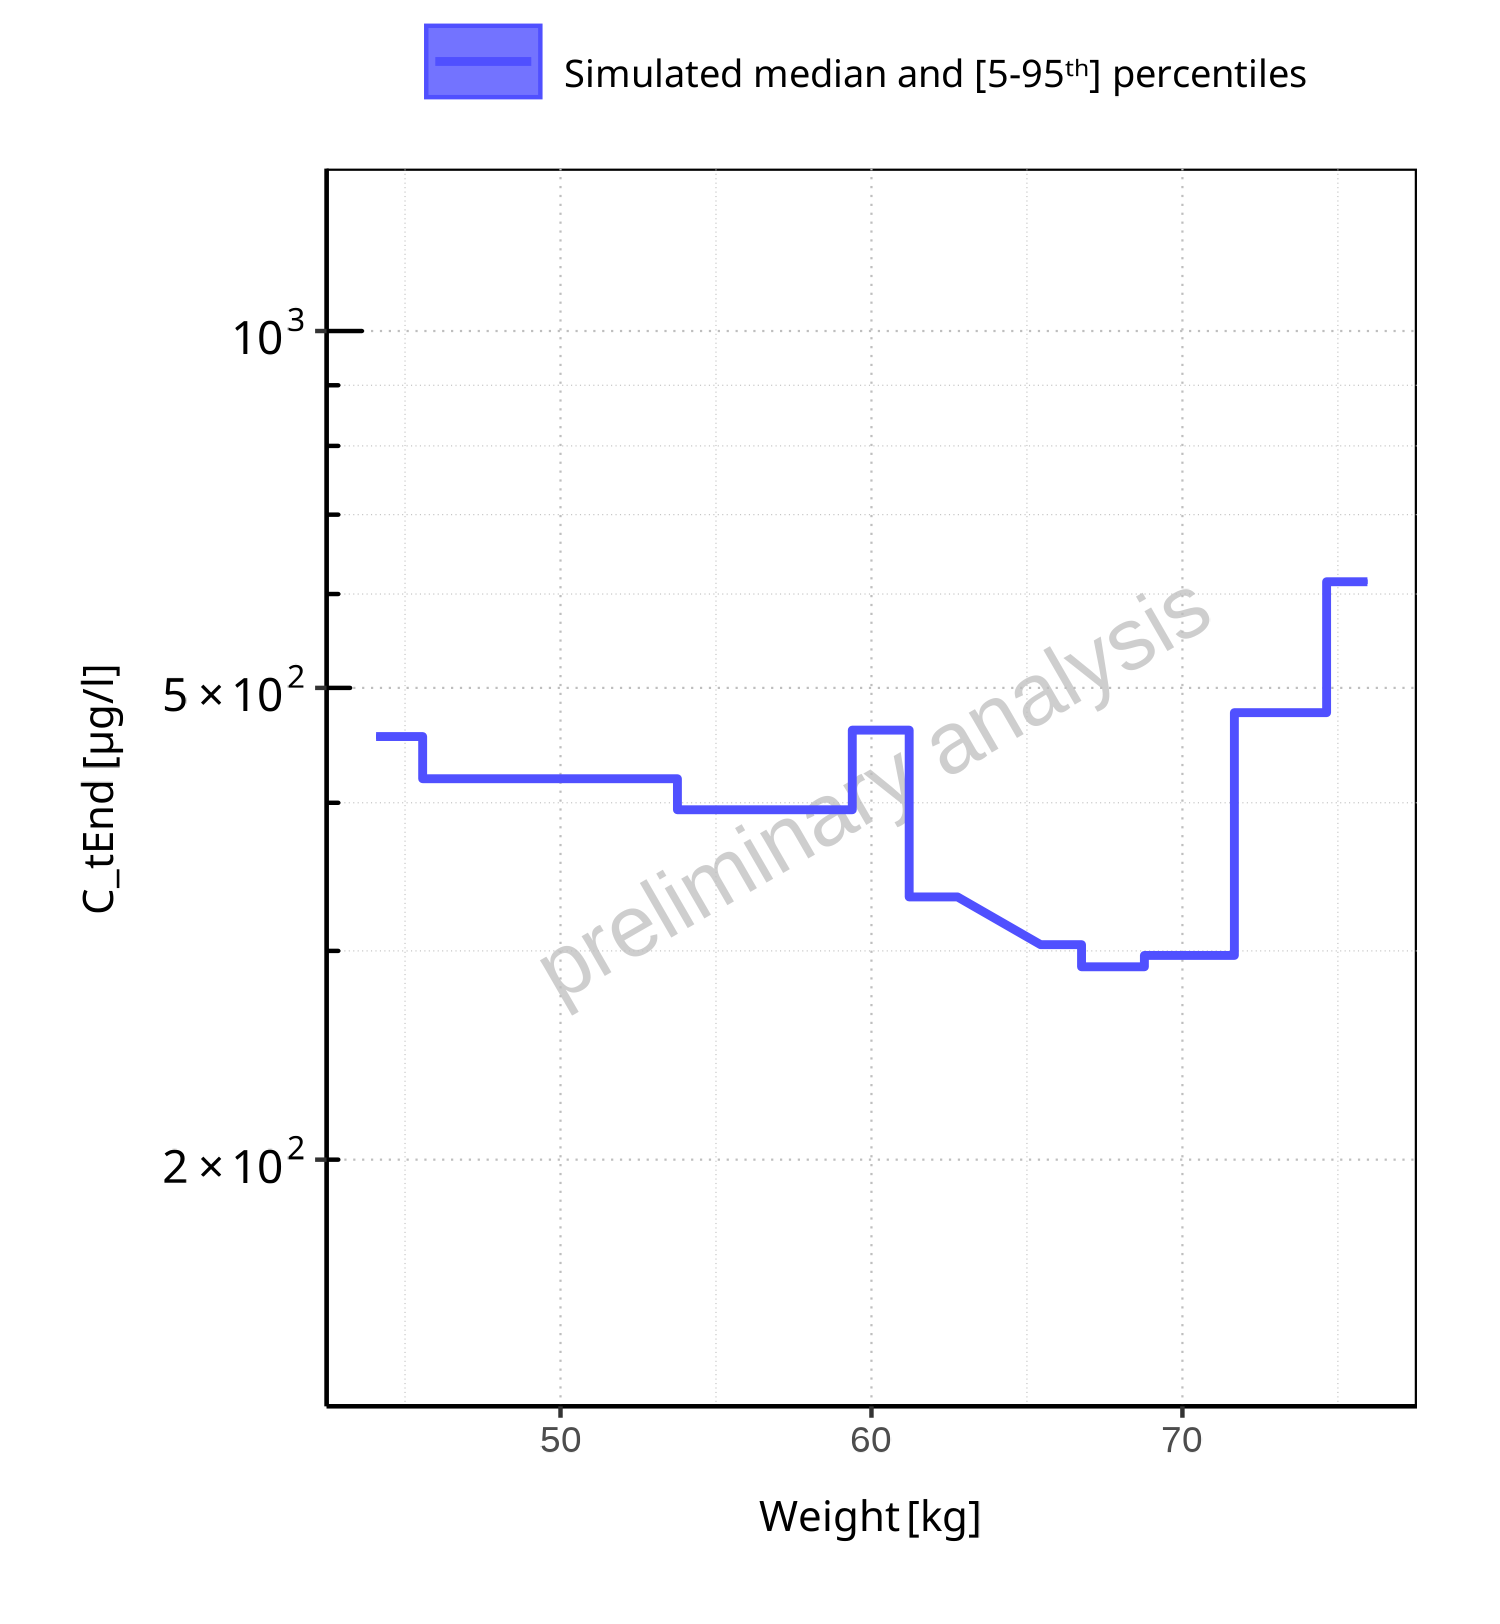 Simulated median and [5-95ᵗʰ] percentiles
10³
5 × 10²
2 × 10²
C_tEnd [µg/l]
preliminary analysis
50 60 70
Weight [kg]